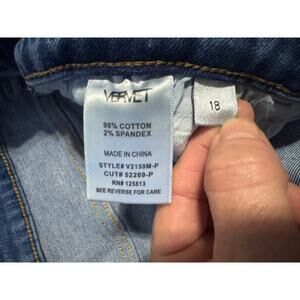 VERVET
98% COTTON
2% SPANDEX
MADE IN CHINA
STYLE# V2159M-P
CUT# 52269-P
RN# 125813
SEE REVERSE FOR CARE
18